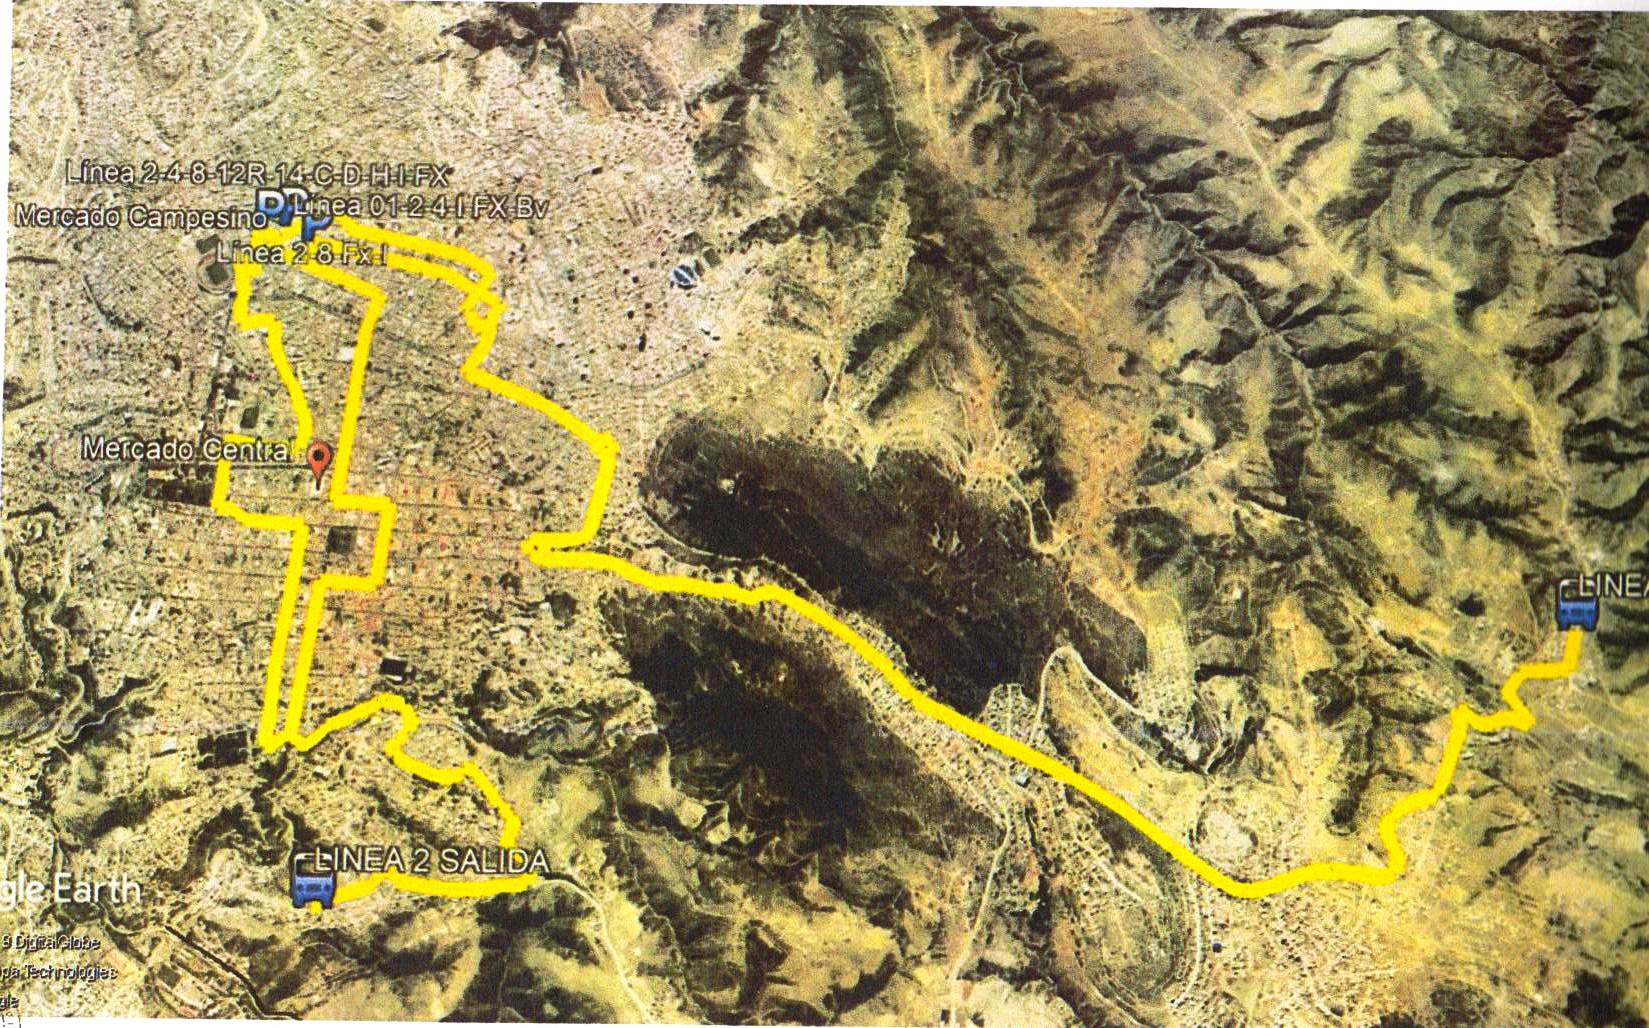 Línea 2-4-8-12R-14-C-D-H-I-FX
Mercado Campesino
Línea 01-2-4 I FX-Bv
Línea 2-8-Fx-I
Mercado Central
LINEA
LINEA 2 SALIDA
gle Earth
9 DigitalGlobe
pa Technologies
gle